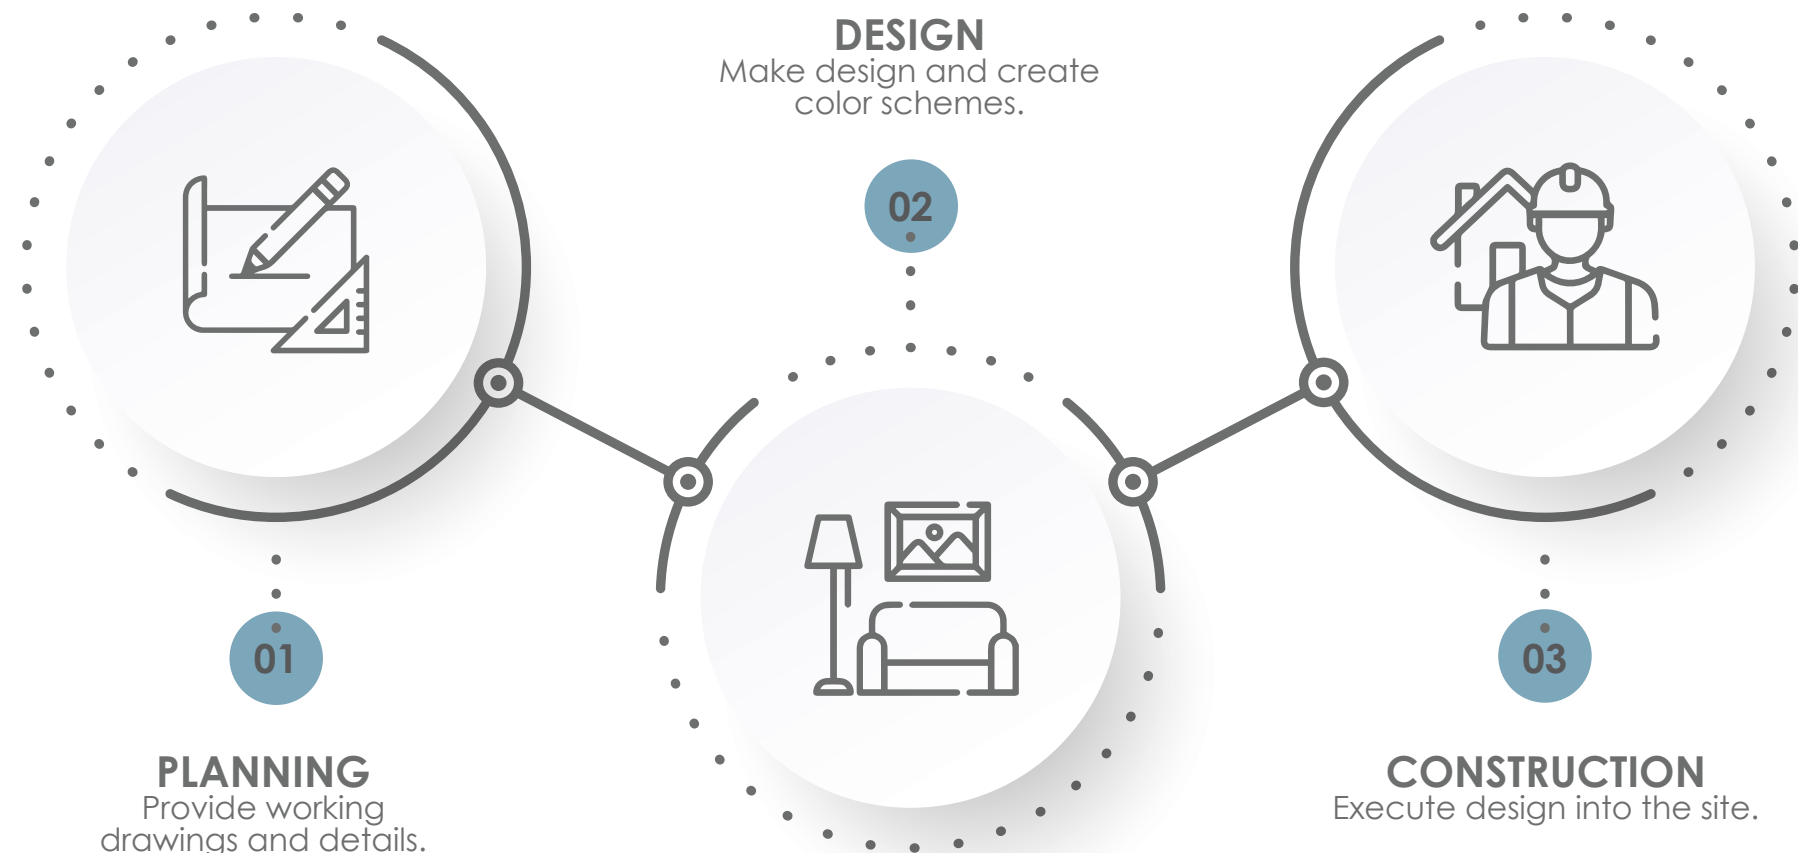 01
PLANNING
Provide working
drawings and details.
DESIGN
Make design and create
color schemes.
02
03
CONSTRUCTION
Execute design into the site.